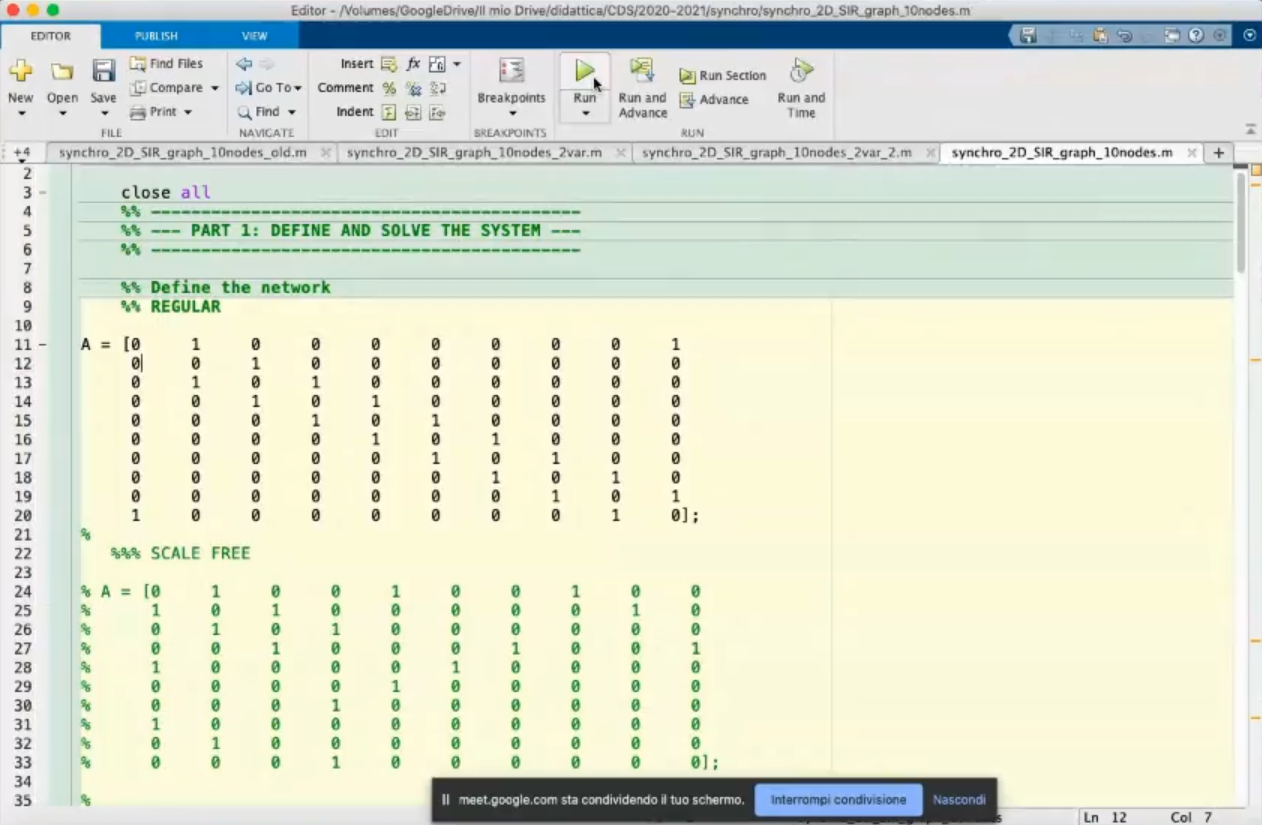 Editor - /Volumes/GoogleDrive/Il mio Drive/didattica/CDS/2020-2021/synchro/synchro_2D_SIR_graph_10nodes.m
EDITOR PUBLISH VIEW
New Open Save Find Files Compare Print
Go To Find
Insert fx
Comment %
Indent
Breakpoints
Run
Run and Advance
Run Section
Advance
Run and Time
FILE NAVIGATE EDIT BREAKPOINTS RUN
+4 synchro_2D_SIR_graph_10nodes_old.m synchro_2D_SIR_graph_10nodes_2var.m synchro_2D_SIR_graph_10nodes_2var_2.m synchro_2D_SIR_graph_10nodes.m +
2
3 - close all
4 %% -------------------------------------------
5 %% --- PART 1: DEFINE AND SOLVE THE SYSTEM ---
6 %% -------------------------------------------
7
8 %% Define the network
9 %% REGULAR
10
11 - A = [0 1 0 0 0 0 0 0 0 1
12 0 0 1 0 0 0 0 0 0 0
13 0 1 0 1 0 0 0 0 0 0
14 0 0 1 0 1 0 0 0 0 0
15 0 0 0 1 0 1 0 0 0 0
16 0 0 0 0 1 0 1 0 0 0
17 0 0 0 0 0 1 0 1 0 0
18 0 0 0 0 0 0 1 0 1 0
19 0 0 0 0 0 0 0 1 0 1
20 1 0 0 0 0 0 0 0 1 0];
21 %
22 %%% SCALE FREE
23
24 % A = [0 1 0 0 1 0 0 1 0 0
25 % 1 0 1 0 0 0 0 0 1 0
26 % 0 1 0 1 0 0 0 0 0 0
27 % 0 0 1 0 0 0 1 0 0 1
28 % 1 0 0 0 0 1 0 0 0 0
29 % 0 0 0 0 1 0 0 0 0 0
30 % 0 0 0 1 0 0 0 0 0 0
31 % 1 0 0 0 0 0 0 0 0 0
32 % 0 1 0 0 0 0 0 0 0 0
33 % 0 0 0 1 0 0 0 0 0 0];
34
35 %
meet.google.com sta condividendo il tuo schermo. Interrompi condivisione Nascondi
Ln 12 Col 7